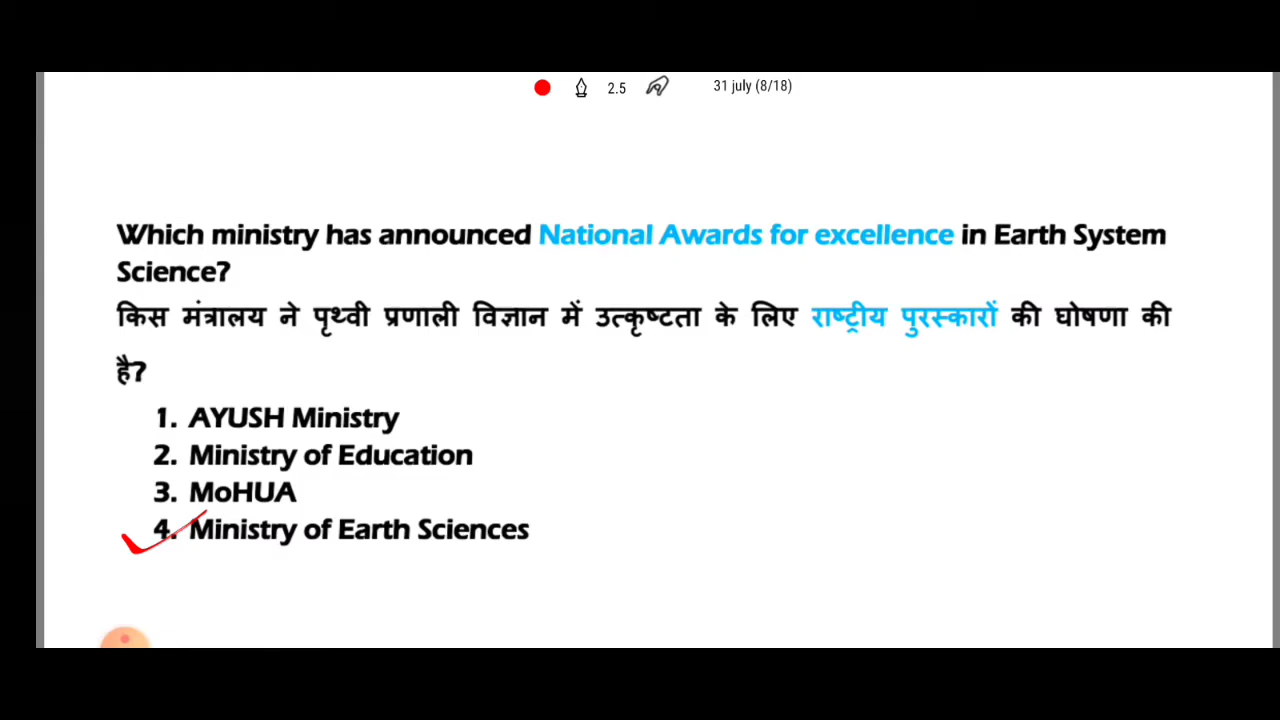 2.5 31 july (8/18)
Which ministry has announced National Awards for excellence in Earth System
Science?
किस मंत्रालय ने पृथ्वी प्रणाली विज्ञान में उत्कृष्टता के लिए राष्ट्रीय पुरस्कारों की घोषणा की
है?
1. AYUSH Ministry
2. Ministry of Education
3. MoHUA
4. Ministry of Earth Sciences